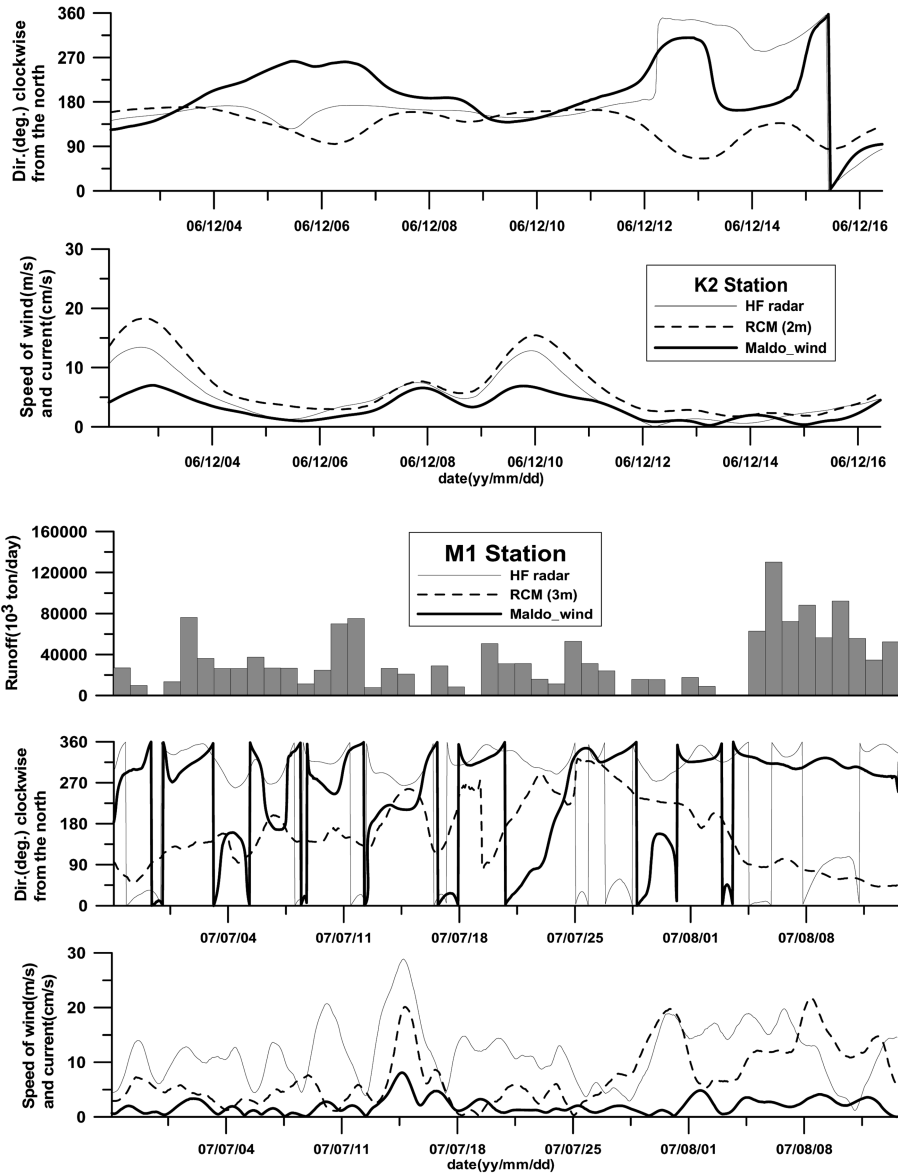 360
270
180
90
0
Dir.(deg.) clockwise
from the north
06/12/04 06/12/06 06/12/08 06/12/10 06/12/12 06/12/14 06/12/16
30
20
10
0
Speed of wind(m/s)
and current(cm/s)
K2 Station
HF radar
RCM (2m)
Maldo_wind
06/12/04 06/12/06 06/12/08 06/12/10 06/12/12 06/12/14 06/12/16
date(yy/mm/dd)
160000
120000
80000
40000
0
Runoff(10³ ton/day)
M1 Station
HF radar
RCM (3m)
Maldo_wind
360
270
180
90
0
Dir.(deg.) clockwise
from the north
07/07/04 07/07/11 07/07/18 07/07/25 07/08/01 07/08/08
30
20
10
0
Speed of wind(m/s)
and current(cm/s)
07/07/04 07/07/11 07/07/18 07/07/25 07/08/01 07/08/08
date(yy/mm/dd)